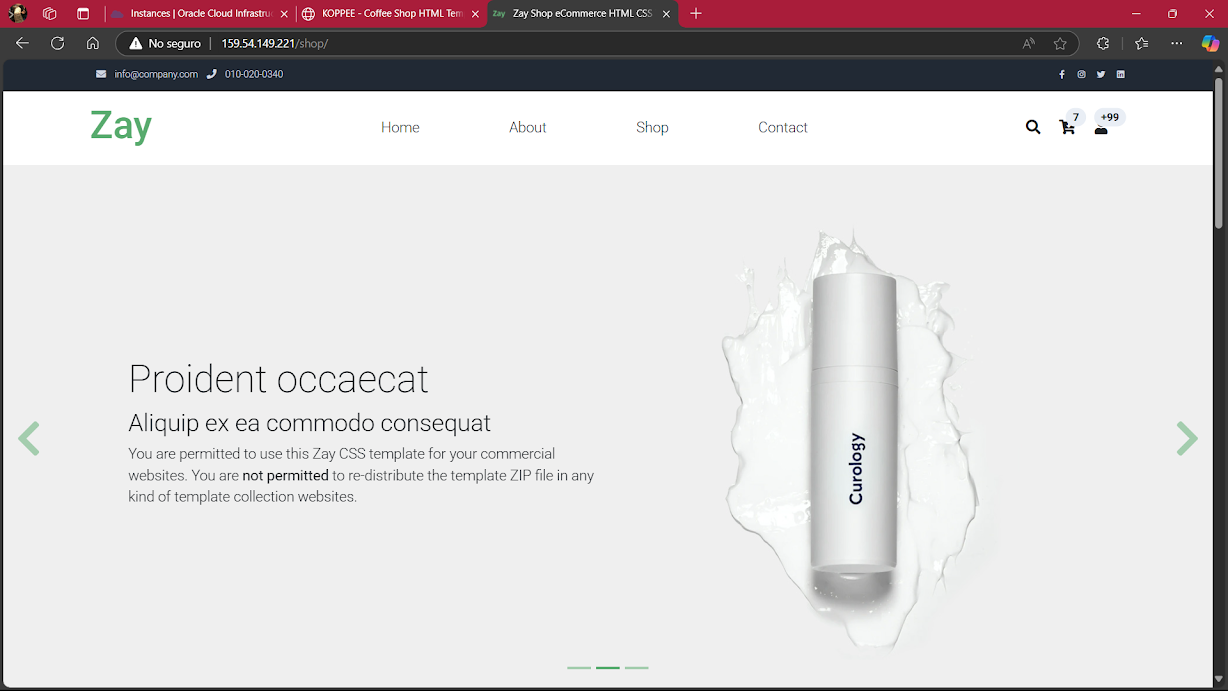 Instances | Oracle Cloud Infrastruc
KOPPEE - Coffee Shop HTML Tem
Zay Zay Shop eCommerce HTML CSS
No seguro 159.54.149.221/shop/
info@company.com 010-020-0340
Zay
Home
About
Shop
Contact
7
+99
Proident occaecat
Aliquip ex ea commodo consequat
You are permitted to use this Zay CSS template for your commercial
websites. You are not permitted to re-distribute the template ZIP file in any
kind of template collection websites.
Curology